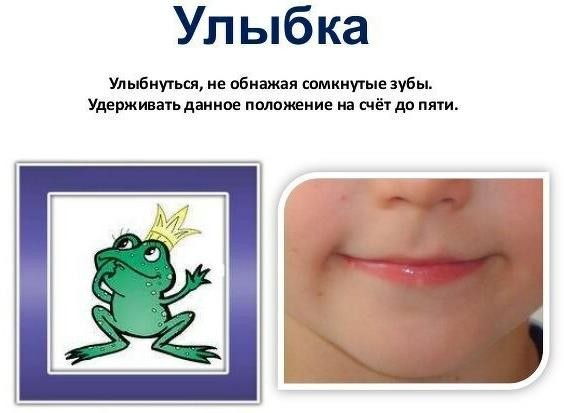 Улыбка
Улыбнуться, не обнажая сомкнутые зубы.
Удерживать данное положение на счёт до пяти.